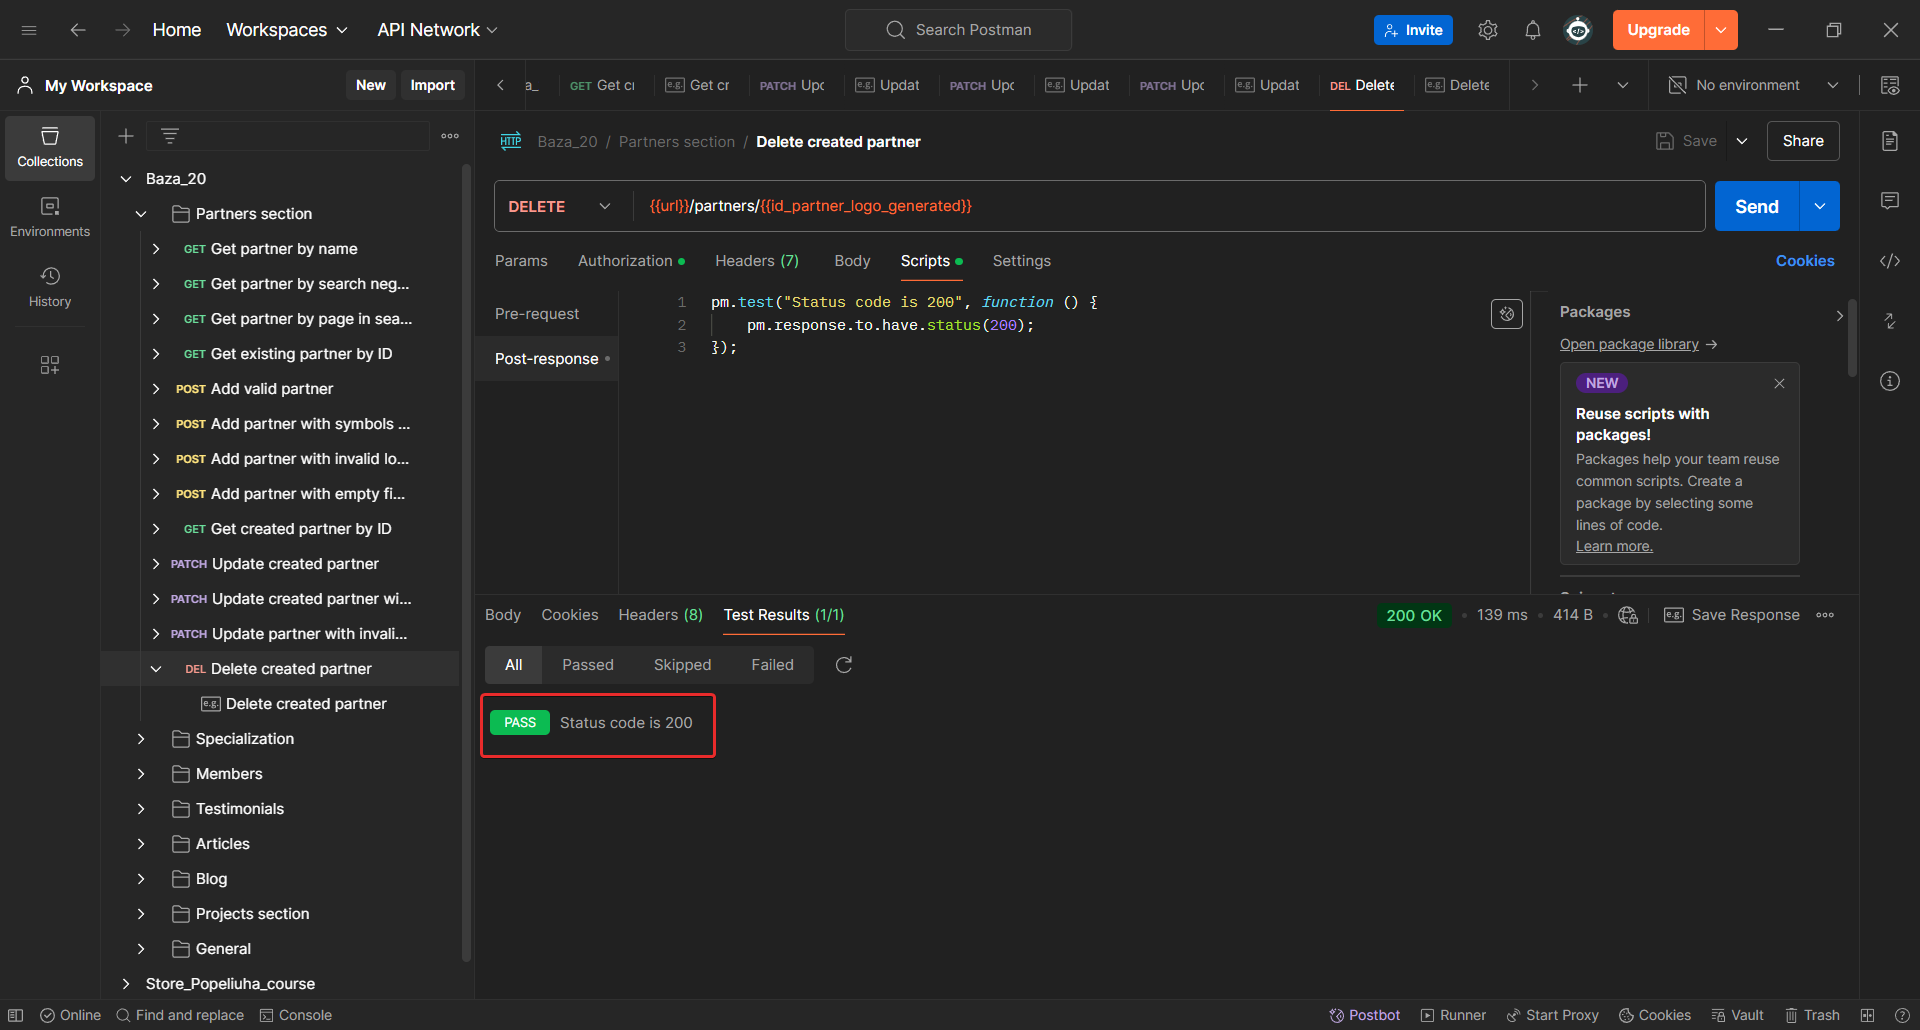 Home Workspaces API Network Search Postman Invite Upgrade
My Workspace New Import
a_ GET Get cr e.g. Get cr PATCH Upc e.g. Updat PATCH Upc e.g. Updat PATCH Upc e.g. Updat DEL Delete e.g. Delete No environment
Collections
Environments
History
Baza_20
Partners section
GET Get partner by name
GET Get partner by search neg...
GET Get partner by page in sea...
GET Get existing partner by ID
POST Add valid partner
POST Add partner with symbols ...
POST Add partner with invalid lo...
POST Add partner with empty fi...
GET Get created partner by ID
PATCH Update created partner
PATCH Update created partner wi...
PATCH Update partner with invali...
DEL Delete created partner
e.g. Delete created partner
Specialization
Members
Testimonials
Articles
Blog
Projects section
General
Store_Popeliuha_course
HTTP Baza_20 / Partners section / Delete created partner Save Share
DELETE {{url}}/partners/{{id_partner_logo_generated}} Send
Params Authorization Headers (7) Body Scripts Settings Cookies
Pre-request
Post-response
1 pm.test("Status code is 200", function () {
2 pm.response.to.have.status(200);
3 });
Packages
Open package library →
NEW
Reuse scripts with
packages!
Packages help your team reuse
common scripts. Create a
package by selecting some
lines of code.
Learn more.
Body Cookies Headers (8) Test Results (1/1) 200 OK • 139 ms • 414 B • e.g. Save Response
All Passed Skipped Failed
PASS Status code is 200
Online Find and replace Console Postbot Runner Start Proxy Cookies Vault Trash